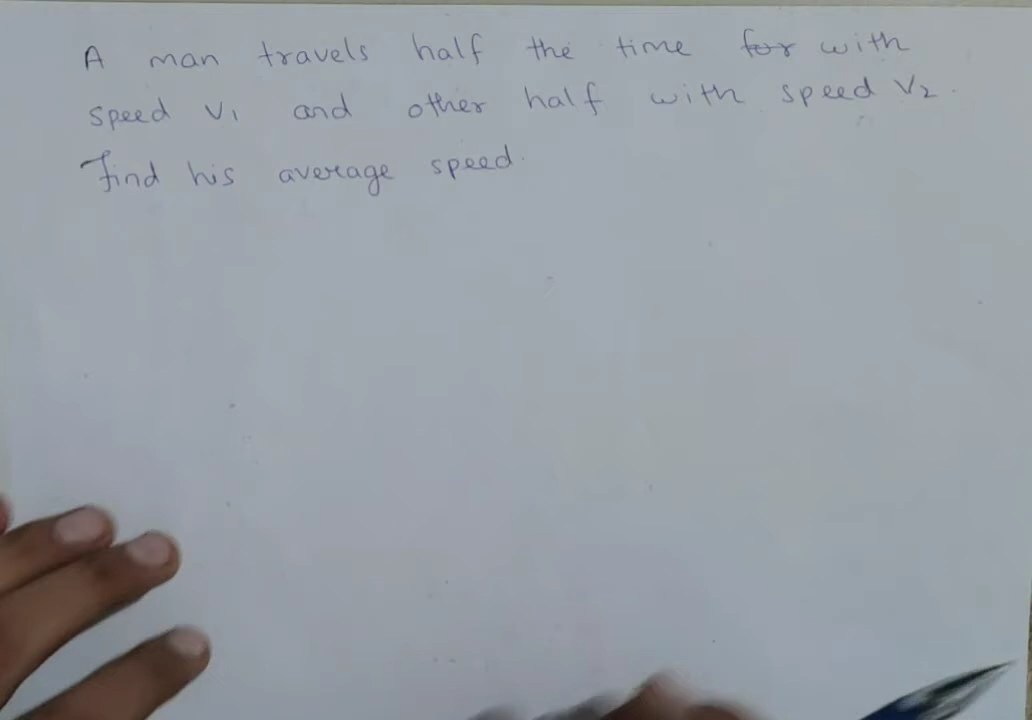 A man travels half the time for with
speed V1 and other half with speed V2.
Find his average speed.